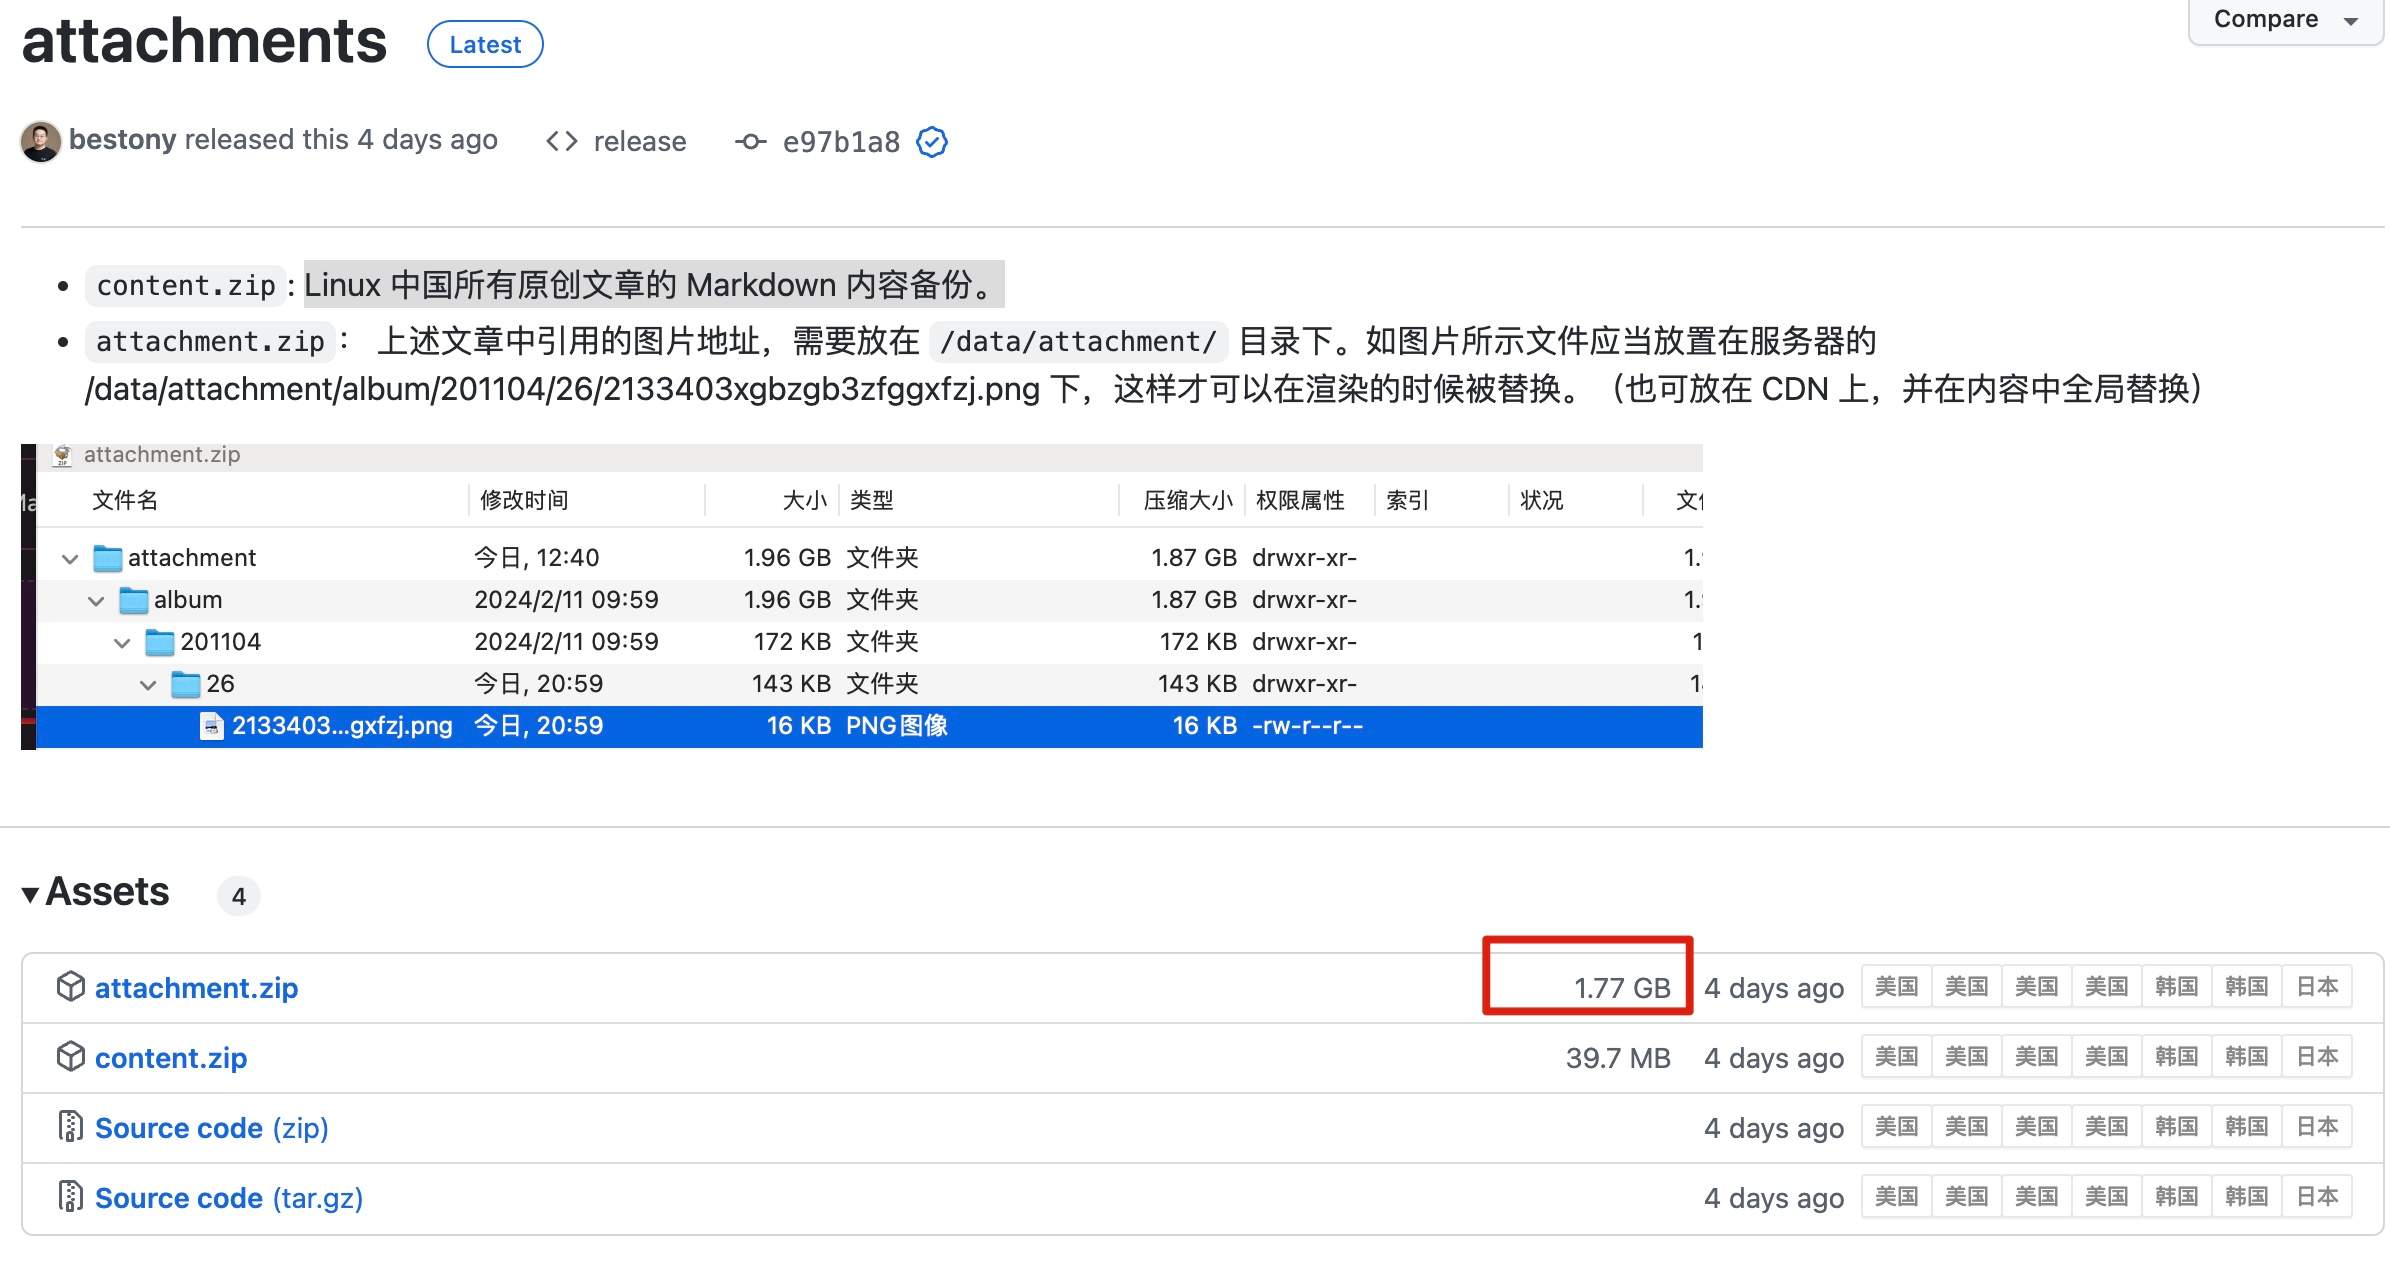 attachments Latest Compare
bestony released this 4 days ago release e97b1a8
content.zip: Linux 中国所有原创文章的 Markdown 内容备份。
attachment.zip： 上述文章中引用的图片地址，需要放在 /data/attachment/ 目录下。如图片所示文件应当放置在服务器的
/data/attachment/album/201104/26/2133403xgbzgb3zfggxfzj.png 下，这样才可以在渲染的时候被替换。（也可放在 CDN 上，并在内容中全局替换）
attachment.zip
文件名 修改时间 大小 类型 压缩大小 权限属性 索引 状况
attachment 今日, 12:40 1.96 GB 文件夹 1.87 GB drwxr-xr-
album 2024/2/11 09:59 1.96 GB 文件夹 1.87 GB drwxr-xr-
201104 2024/2/11 09:59 172 KB 文件夹 172 KB drwxr-xr-
26 今日, 20:59 143 KB 文件夹 143 KB drwxr-xr-
2133403...gxfzj.png 今日, 20:59 16 KB PNG图像 16 KB -rw-r--r--
Assets 4
attachment.zip 1.77 GB 4 days ago 美国 美国 美国 美国 韩国 韩国 日本
content.zip 39.7 MB 4 days ago 美国 美国 美国 美国 韩国 韩国 日本
Source code (zip) 4 days ago 美国 美国 美国 美国 韩国 韩国 日本
Source code (tar.gz) 4 days ago 美国 美国 美国 美国 韩国 韩国 日本